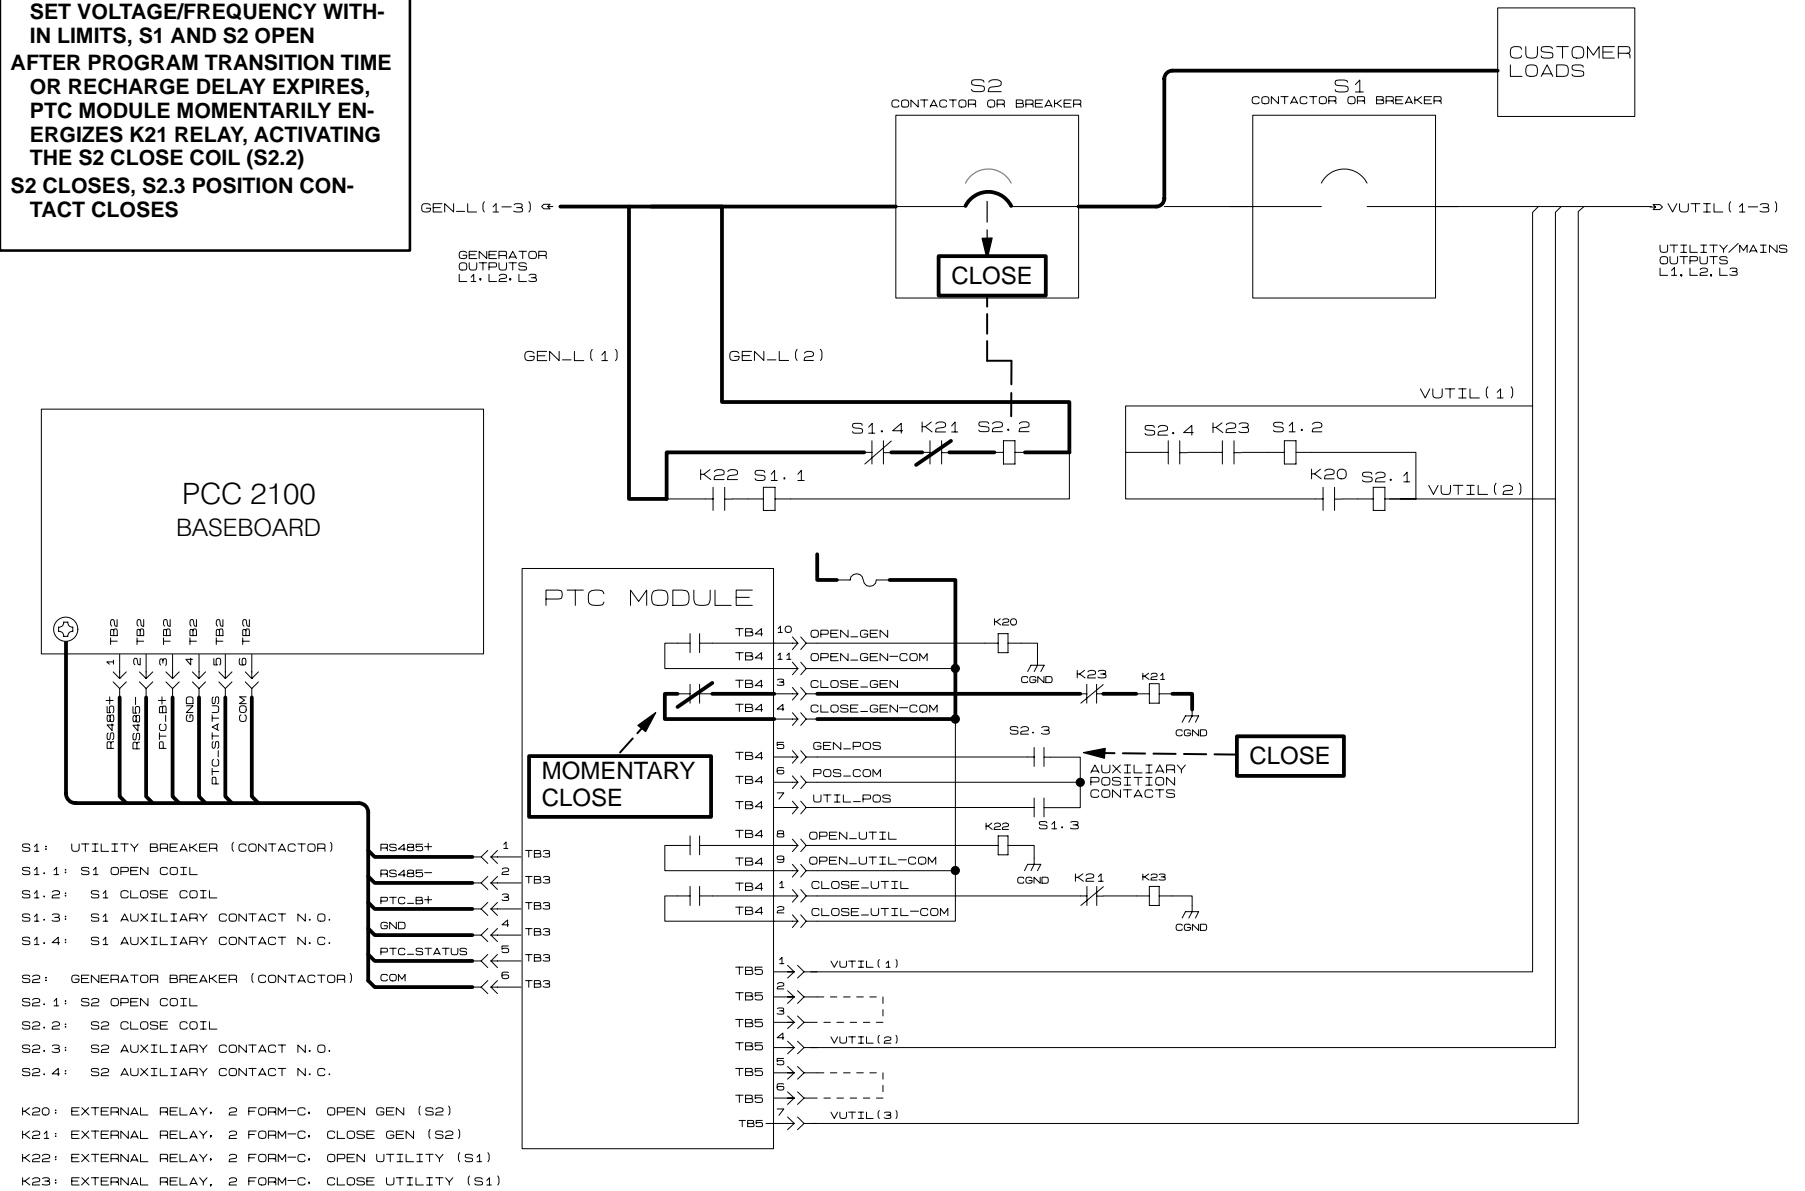 SET VOLTAGE/FREQUENCY WITH-
IN LIMITS, S1 AND S2 OPEN
AFTER PROGRAM TRANSITION TIME
OR RECHARGE DELAY EXPIRES,
PTC MODULE MOMENTARILY EN-
ERGIZES K21 RELAY, ACTIVATING
THE S2 CLOSE COIL (S2.2)
S2 CLOSES, S2.3 POSITION CON-
TACT CLOSES
CUSTOMER
LOADS
S2
CONTACTOR OR BREAKER
S1
CONTACTOR OR BREAKER
GEN_L(1-3)
GENERATOR
OUTPUTS
L1, L2, L3
CLOSE
VUTIL(1-3)
UTILITY/MAINS
OUTPUTS
L1, L2, L3
GEN_L(1)
GEN_L(2)
VUTIL(1)
S1.4 K21 S2.2
K22 S1.1
S2.4 K23 S1.2
K20 S2.1
VUTIL(2)
PCC 2100
BASEBOARD
TB2 TB2 TB2 TB2 TB2 TB2
1 2 3 4 5 6
RS485+ RS485- PTC_B+ GND PTC_STATUS COM
PTC MODULE
TB4 10 OPEN_GEN K20
TB4 11 OPEN_GEN-COM CGND
TB4 3 CLOSE_GEN K23 K21
TB4 4 CLOSE_GEN-COM CGND
S2.3
TB4 5 GEN_POS
TB4 6 POS_COM
TB4 7 UTIL_POS
S1.3
AUXILIARY
POSITION
CONTACTS
CLOSE
MOMENTARY
CLOSE
TB4 8 OPEN_UTIL K22
TB4 9 OPEN_UTIL-COM CGND
TB4 1 CLOSE_UTIL K21 K23
TB4 2 CLOSE_UTIL-COM CGND
RS485+ 1 TB3
RS485- 2 TB3
PTC_B+ 3 TB3
GND 4 TB3
PTC_STATUS 5 TB3
COM 6 TB3
TB5 1 VUTIL(1)
TB5 2
TB5 3
TB5 4 VUTIL(2)
TB5 5
TB5 6
TB5 7 VUTIL(3)
S1: UTILITY BREAKER (CONTACTOR)
S1.1: S1 OPEN COIL
S1.2: S1 CLOSE COIL
S1.3: S1 AUXILIARY CONTACT N.O.
S1.4: S1 AUXILIARY CONTACT N.C.
S2: GENERATOR BREAKER (CONTACTOR)
S2.1: S2 OPEN COIL
S2.2: S2 CLOSE COIL
S2.3: S2 AUXILIARY CONTACT N.O.
S2.4: S2 AUXILIARY CONTACT N.C.
K20: EXTERNAL RELAY, 2 FORM-C, OPEN GEN (S2)
K21: EXTERNAL RELAY, 2 FORM-C, CLOSE GEN (S2)
K22: EXTERNAL RELAY, 2 FORM-C, OPEN UTILITY (S1)
K23: EXTERNAL RELAY, 2 FORM-C, CLOSE UTILITY (S1)